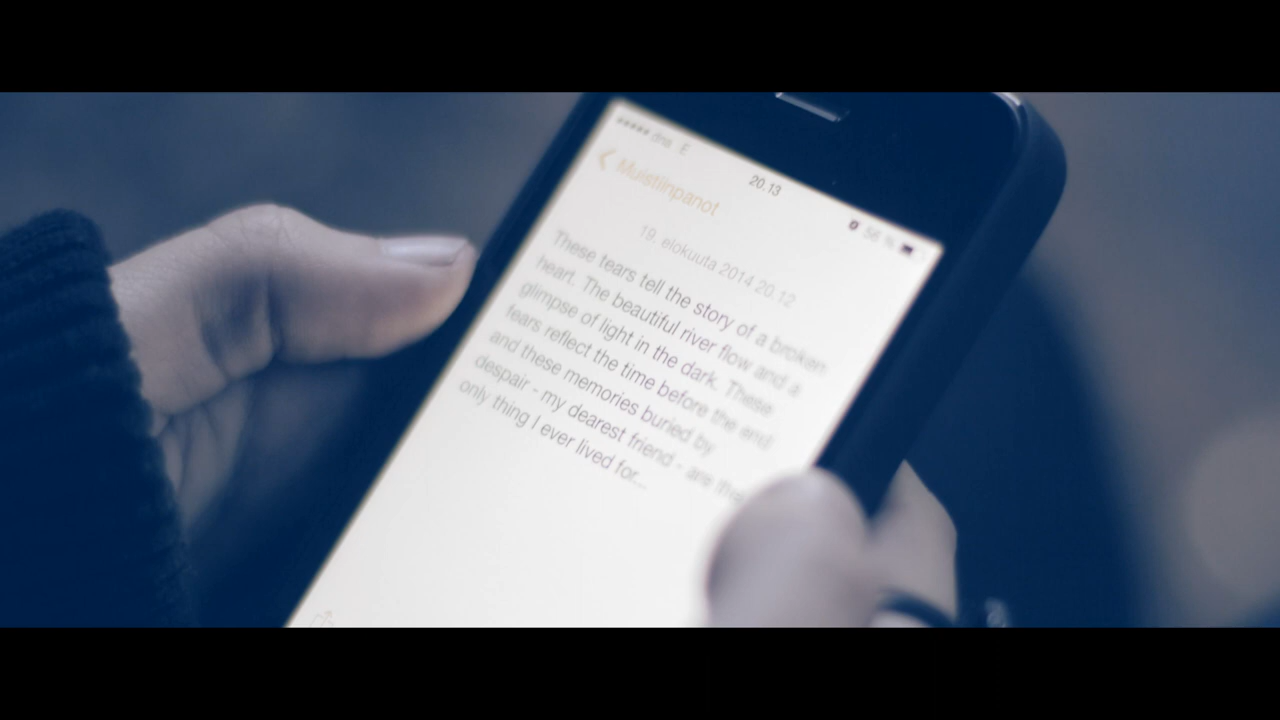 dna E
20.13
56 %
Muistiinpanot
19. elokuuta 2014 20.12
These tears tell the story of a broken
heart. The beautiful river flow and a
glimpse of light in the dark. These
fears reflect the time before the end
and these memories buried by
despair - my dearest friend - are the
only thing I ever lived for...